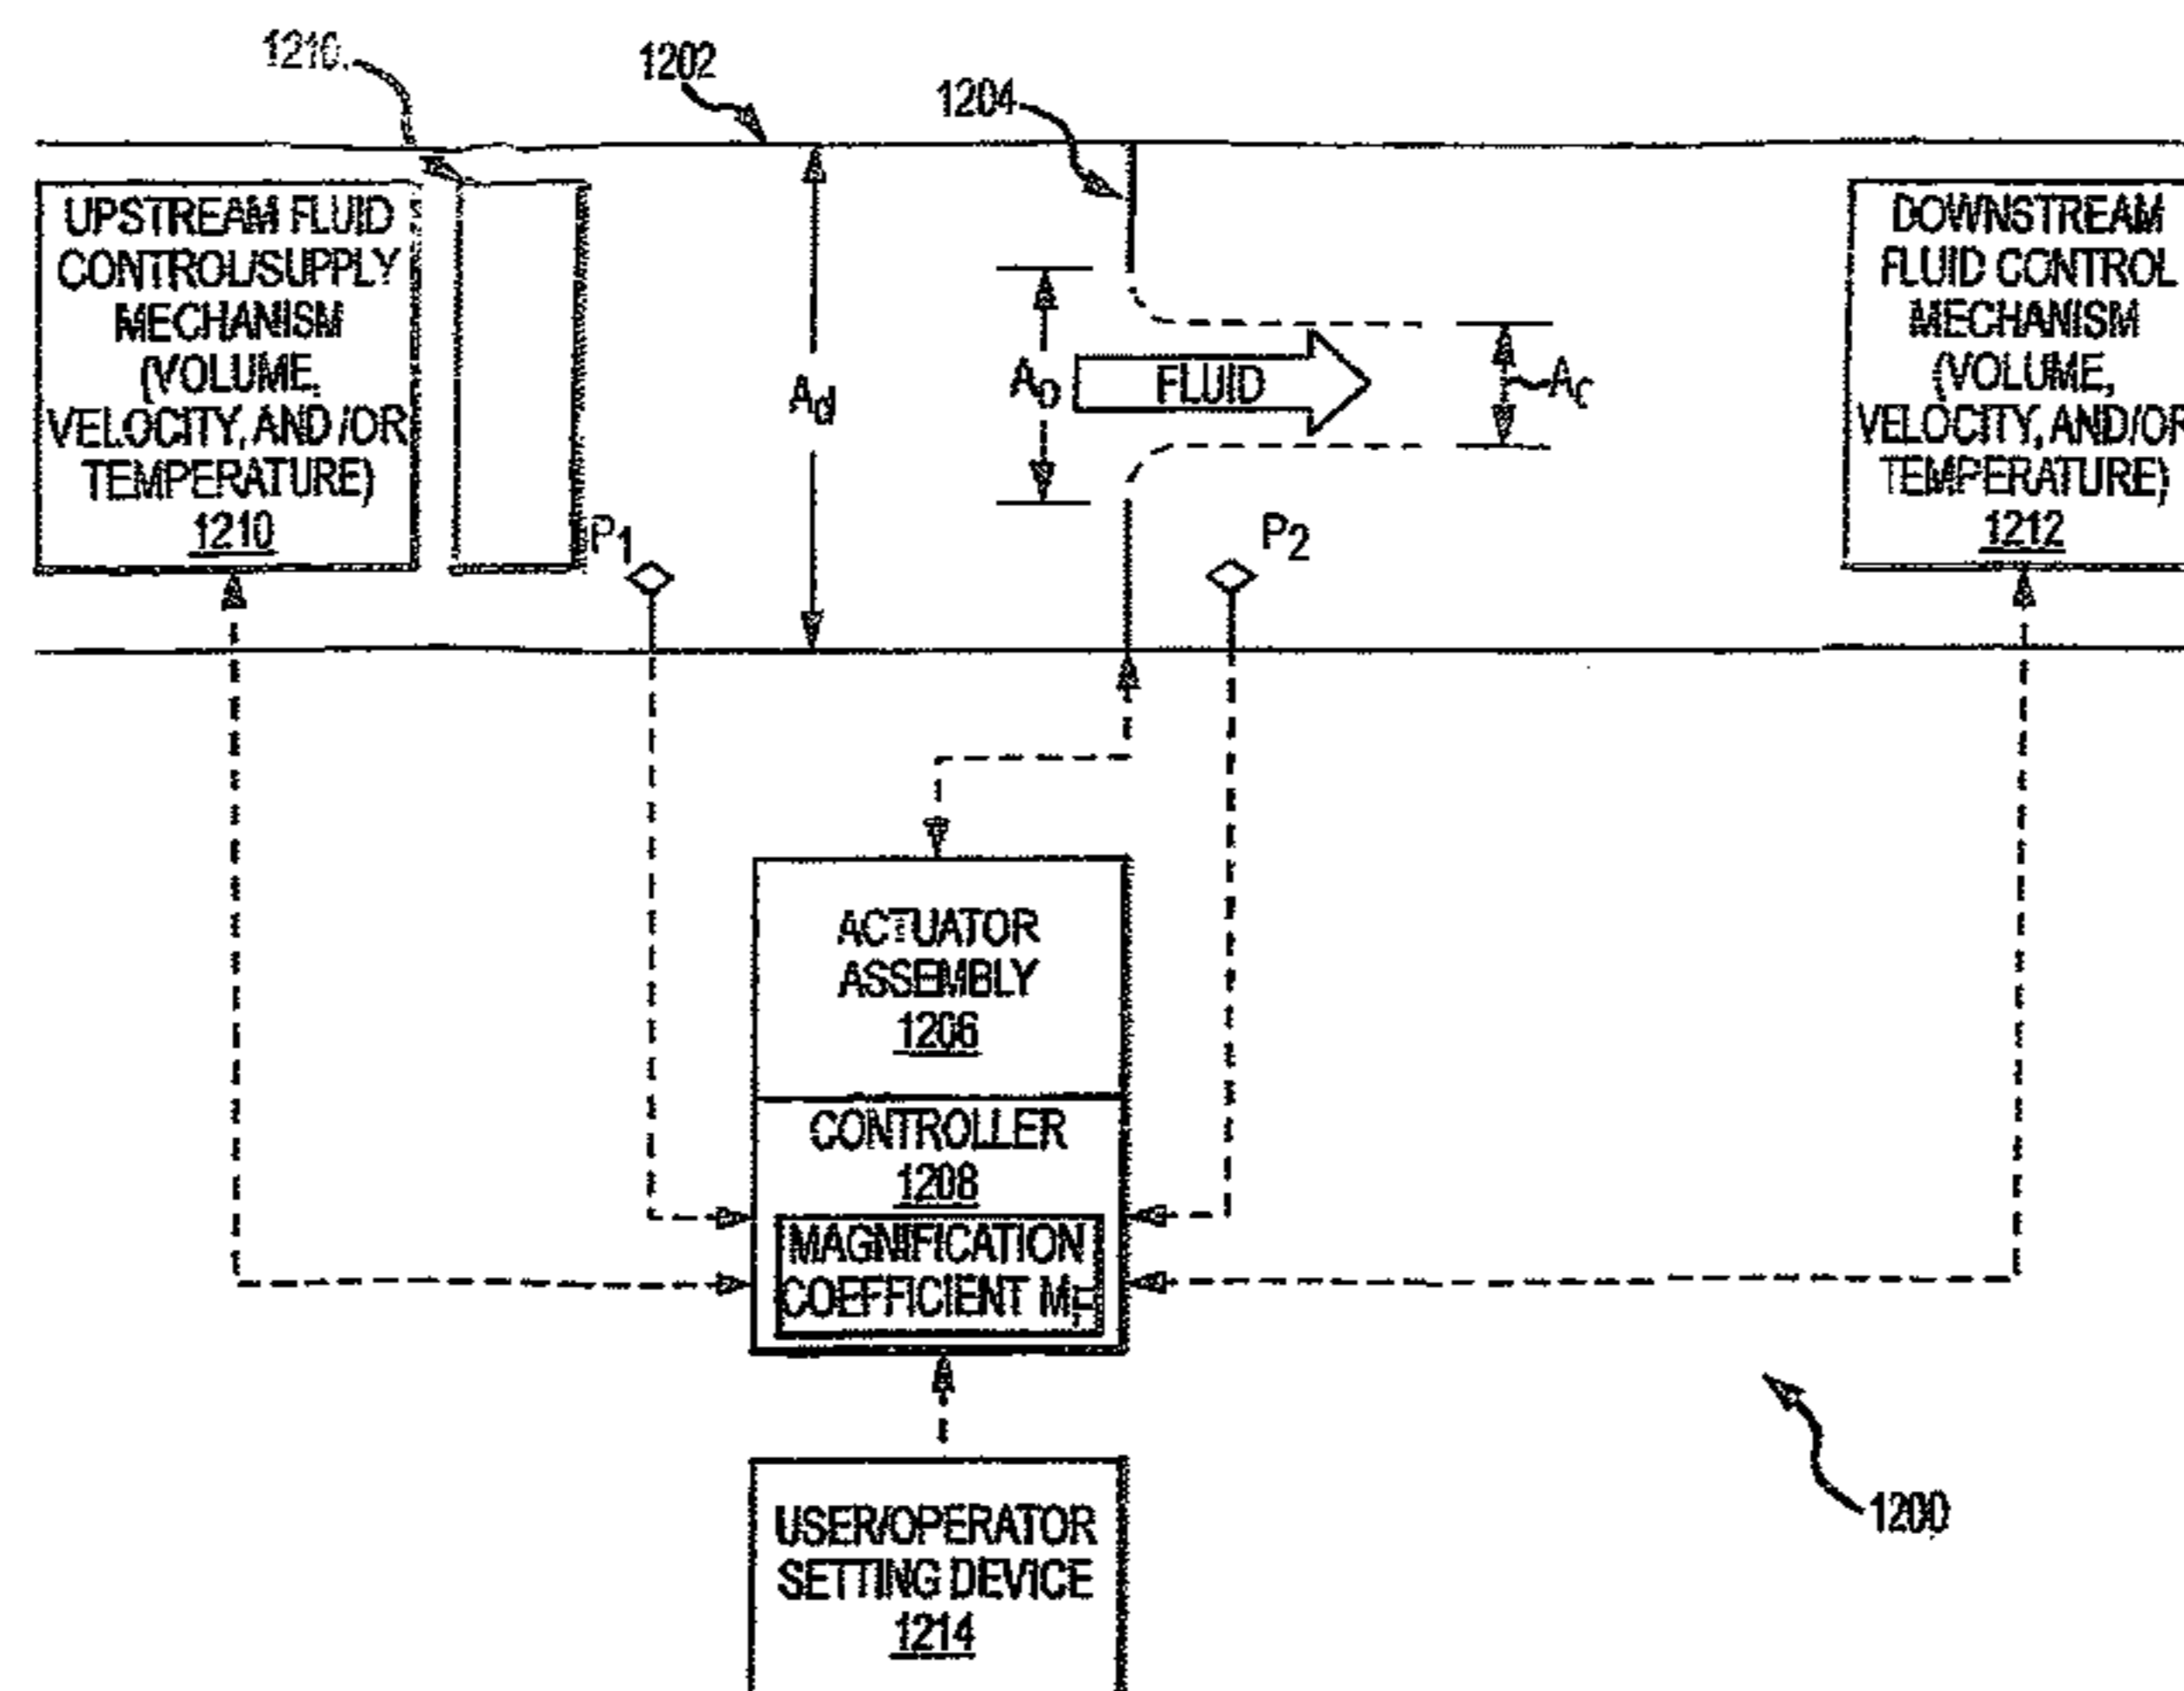 1210.
1202
1204
UPSTREAM FLUID
CONTROL/SUPPLY
MECHANISM
(VOLUME,
VELOCITY, AND /OR
TEMPERATURE)
1210
Ad
Ao
FLUID
Ac
DOWNSTREAM
FLUID CONTROL
MECHANISM
(VOLUME,
VELOCITY, AND/OR
TEMPERATURE)
1212
P1
P2
ACTUATOR
ASSEMBLY
1206
CONTROLLER
1208
MAGNIFICATION
COEFFICIENT MF
1200
USER/OPERATOR
SETTING DEVICE
1214